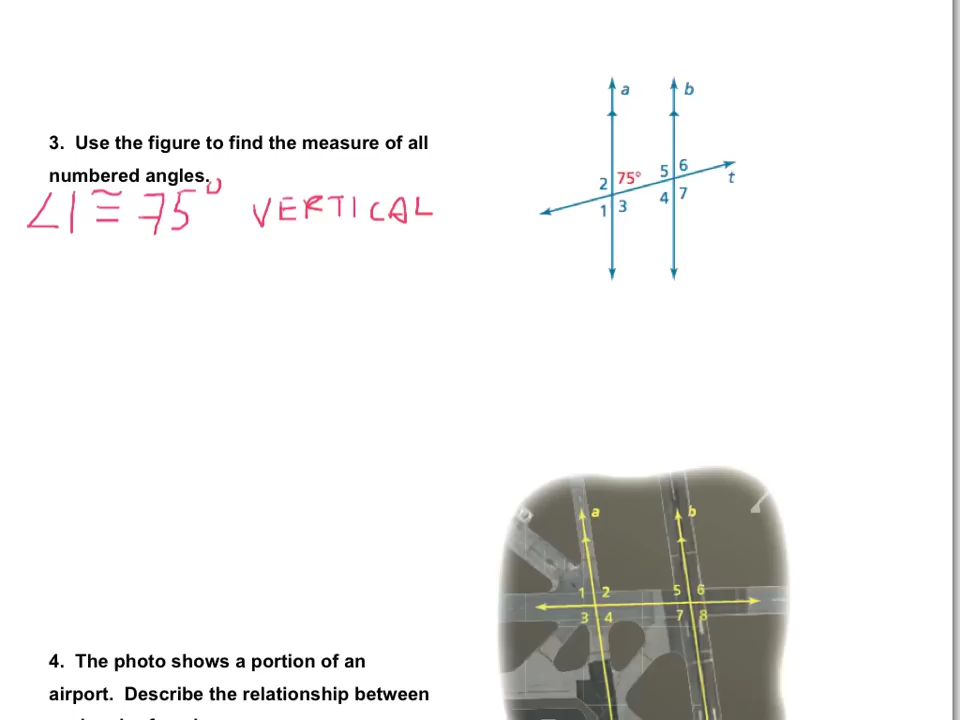 a
b
3. Use the figure to find the measure of all
numbered angles.
2 75° 5 6
t
1 3 4 7
∠1 ≅ 75° VERTICAL
a
b
1 2 5 6
3 4 7 8
4. The photo shows a portion of an
airport. Describe the relationship between